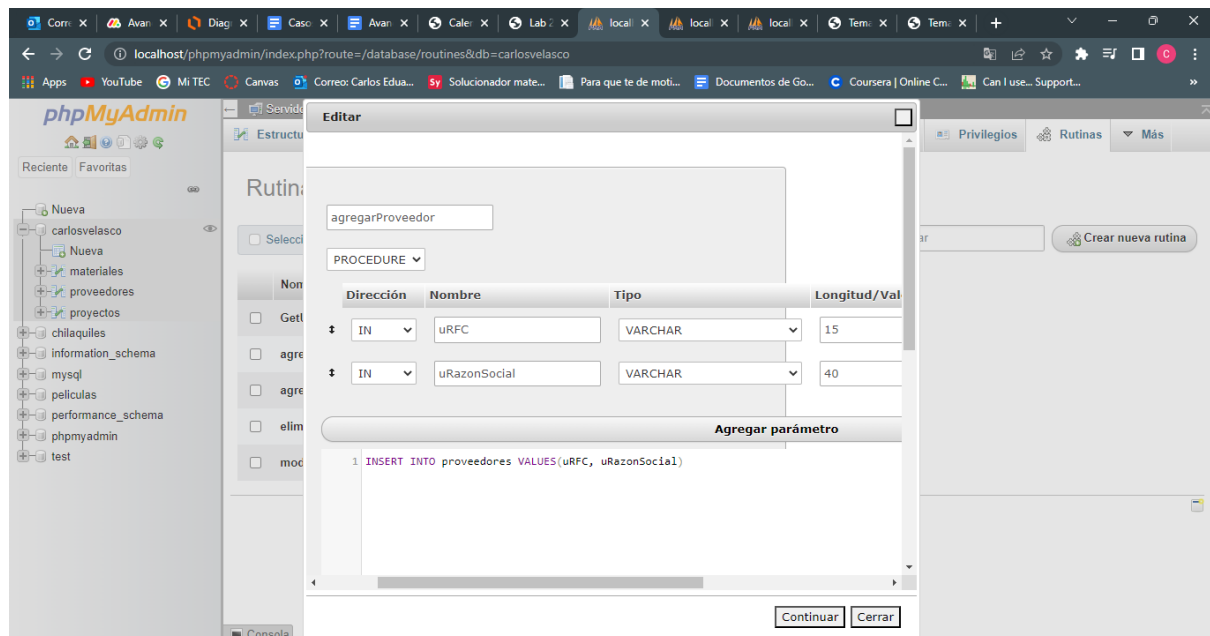 Corre Avan Diag Caso Avan Caler Lab 2 locall local local Tema Tema
localhost/phpmyadmin/index.php?route=/database/routines&db=carlosvelasco
Apps YouTube Mi TEC Canvas Correo: Carlos Edua... Solucionador mate... Para que te de moti... Documentos de Go... Coursera | Online C... Can I use... Support... »
phpMyAdmin
Reciente Favoritas
Nueva
carlosvelasco
Nueva
materiales
proveedores
proyectos
chilaquiles
information_schema
mysql
peliculas
performance_schema
phpmyadmin
test
Servido
Estructu
Privilegios Rutinas Más
Rutina
Selecci
ar
Crear nueva rutina
Nom
GetU
agre
agre
elim
mod
Editar
agregarProveedor
PROCEDURE
Dirección Nombre Tipo Longitud/Val
IN uRFC VARCHAR 15
IN uRazonSocial VARCHAR 40
Agregar parámetro
1 INSERT INTO proveedores VALUES(uRFC, uRazonSocial)
Continuar Cerrar
Consola